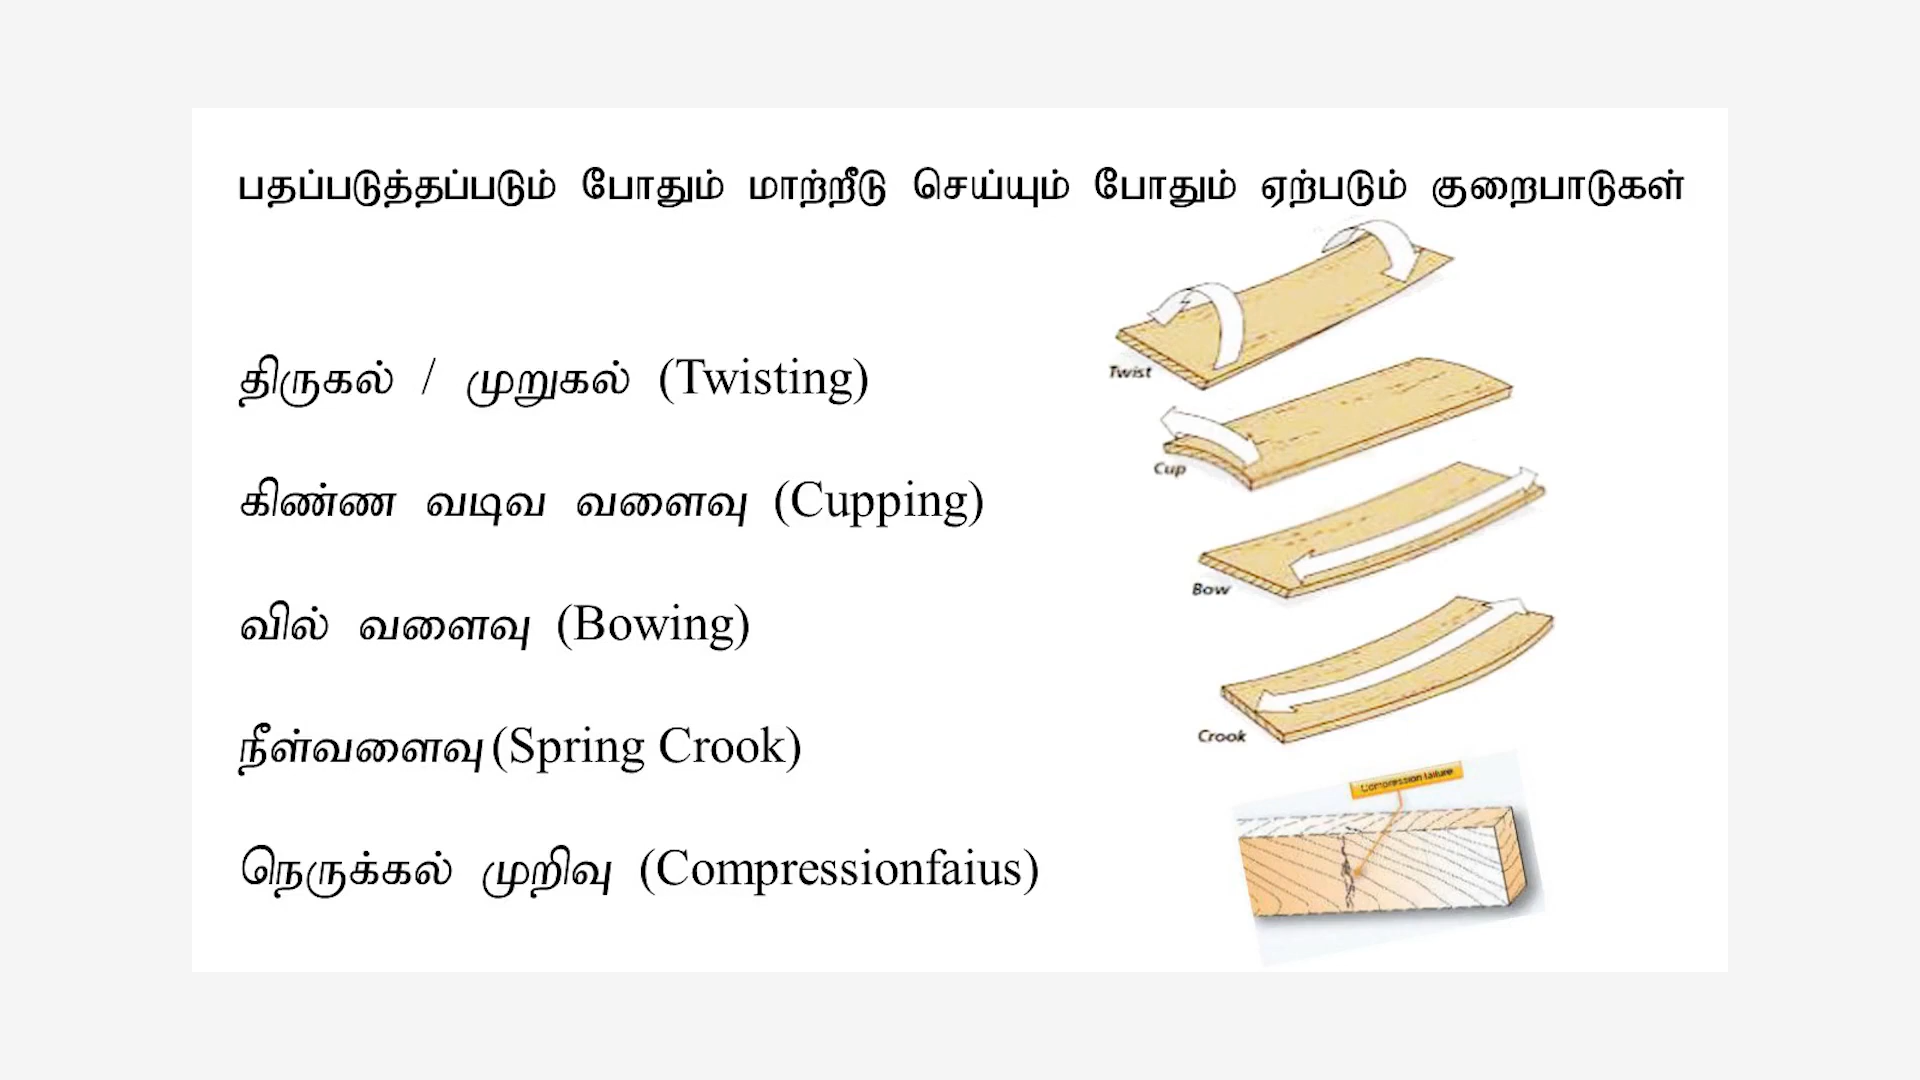 பதப்படுத்தப்படும் போதும் மாற்றீடு செய்யும் போதும் ஏற்படும் குறைபாடுகள்
திருகல் / முறுகல் (Twisting)
கிண்ண வடிவ வளைவு (Cupping)
வில் வளைவு (Bowing)
நீள்வளைவு (Spring Crook)
நெருக்கல் முறிவு (Compressionfaius)
Twist
Cup
Bow
Crook
Compression failure